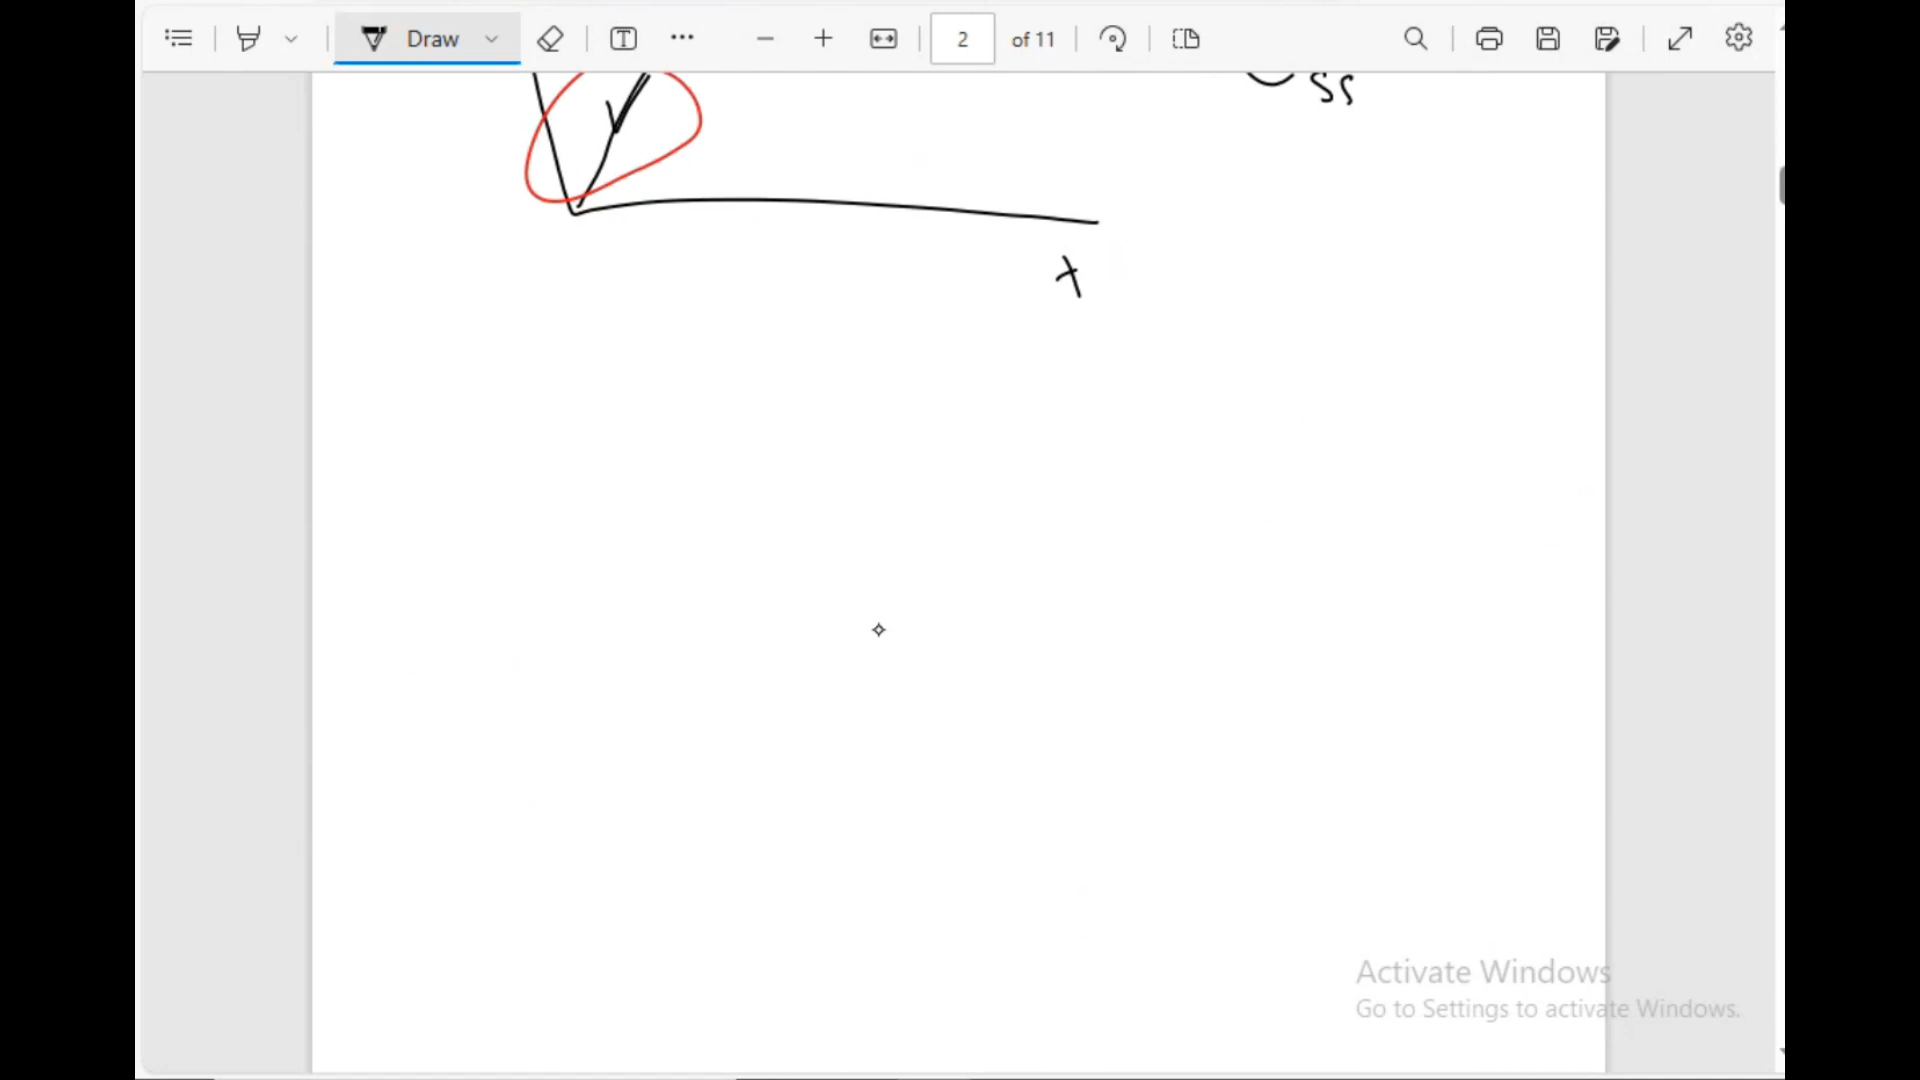 Draw
2 of 11
ss
x
Activate Windows
Go to Settings to activate Windows.